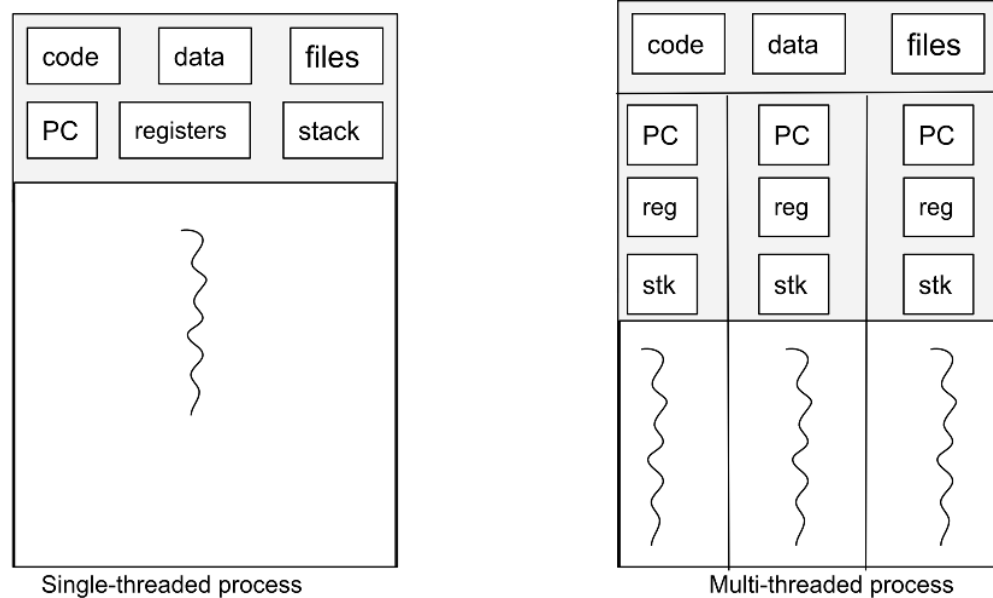 code data files
PC registers stack
Single-threaded process
code data files
PC PC PC
reg reg reg
stk stk stk
Multi-threaded process